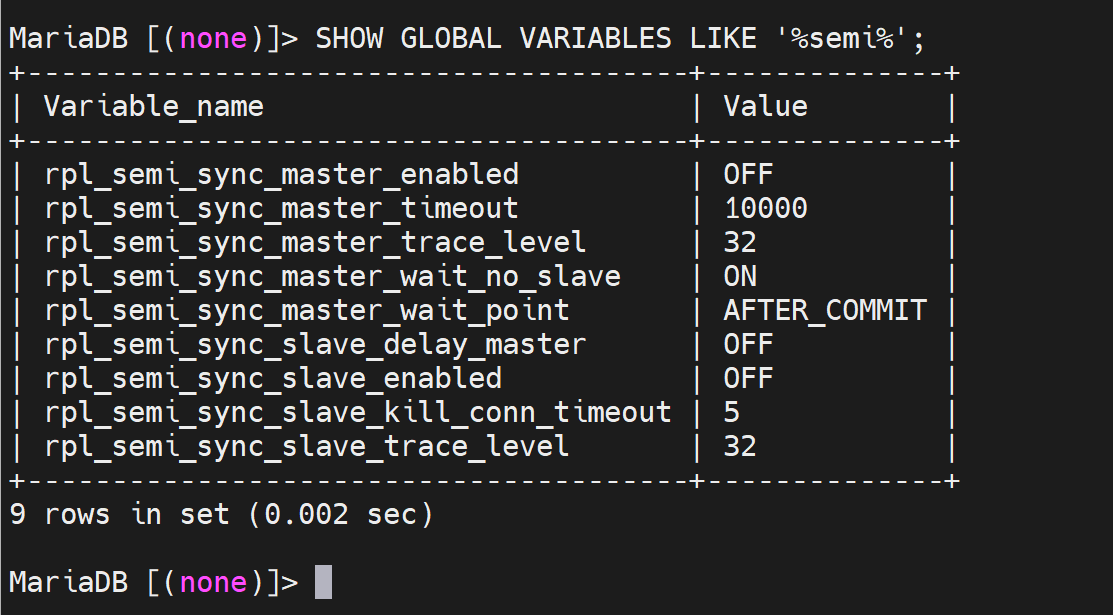 MariaDB [(none)]> SHOW GLOBAL VARIABLES LIKE '%semi%';
+---------------------------------------+--------------+
| Variable_name                         | Value        |
+---------------------------------------+--------------+
| rpl_semi_sync_master_enabled          | OFF          |
| rpl_semi_sync_master_timeout          | 10000        |
| rpl_semi_sync_master_trace_level      | 32           |
| rpl_semi_sync_master_wait_no_slave    | ON           |
| rpl_semi_sync_master_wait_point       | AFTER_COMMIT |
| rpl_semi_sync_slave_delay_master      | OFF          |
| rpl_semi_sync_slave_enabled           | OFF          |
| rpl_semi_sync_slave_kill_conn_timeout | 5            |
| rpl_semi_sync_slave_trace_level       | 32           |
+---------------------------------------+--------------+
9 rows in set (0.002 sec)

MariaDB [(none)]>